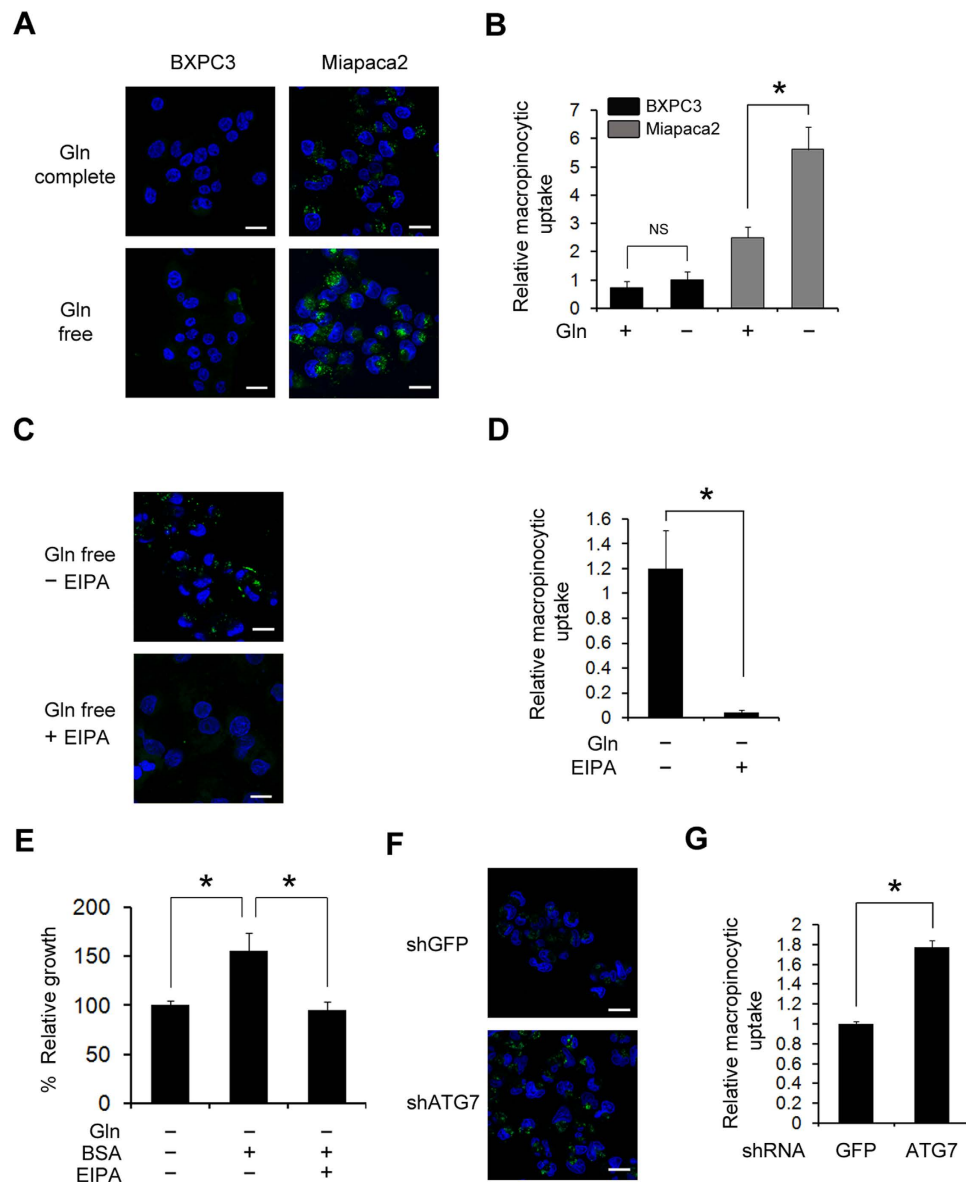 A
BXPC3 Miapaca2
Gln
complete
Gln
free
B
BXPC3
Miapaca2
*
NS
Relative macropinocytic
uptake
7
6
5
4
3
2
1
0
Gln + − + −
C
Gln free
− EIPA
Gln free
+ EIPA
D
*
Relative macropinocytic
uptake
1.6
1.4
1.2
1
0.8
0.6
0.4
0.2
0
Gln − −
EIPA − +
E
* *
% Relative growth
200
150
100
50
0
Gln − − −
BSA − + +
EIPA − − +
F
shGFP
shATG7
G
*
Relative macropinocytic
uptake
2
1.8
1.6
1.4
1.2
1
0.8
0.6
0.4
0.2
0
shRNA GFP ATG7